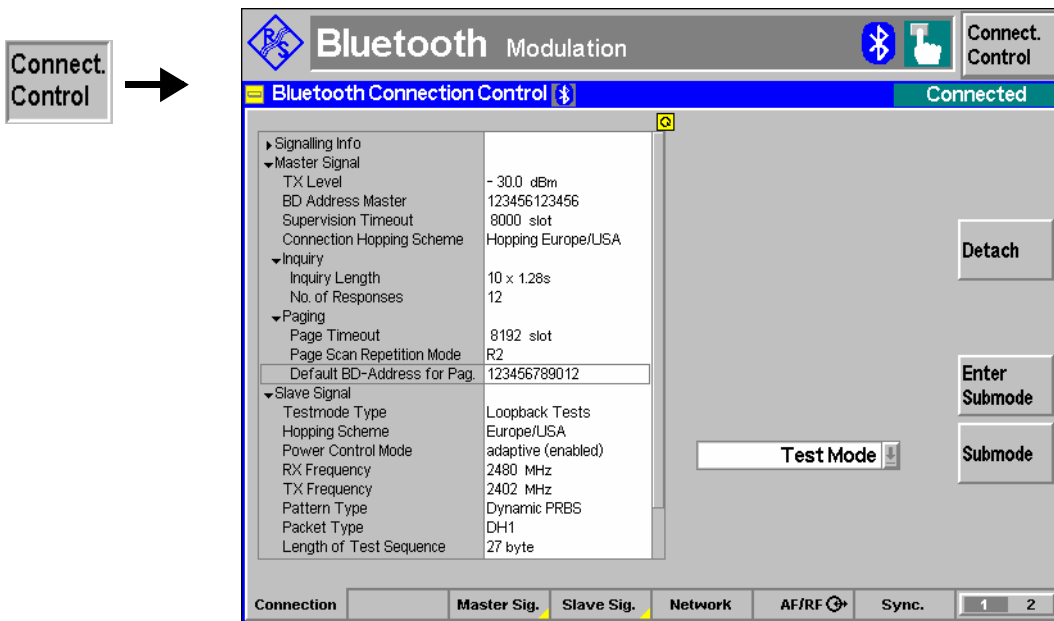 Connect.
Control
R&S
Bluetooth Modulation
Connect.
Control
Bluetooth Connection Control
Connected
Signalling Info
Master Signal
TX Level - 30.0 dBm
BD Address Master 123456123456
Supervision Timeout 8000 slot
Connection Hopping Scheme Hopping Europe/USA
Inquiry
Inquiry Length 10 x 1.28s
No. of Responses 12
Paging
Page Timeout 8192 slot
Page Scan Repetition Mode R2
Default BD-Address for Pag. 123456789012
Slave Signal
Testmode Type Loopback Tests
Hopping Scheme Europe/USA
Power Control Mode adaptive (enabled)
RX Frequency 2480 MHz
TX Frequency 2402 MHz
Pattern Type Dynamic PRBS
Packet Type DH1
Length of Test Sequence 27 byte
Detach
Enter
Submode
Test Mode
Submode
Connection Master Sig. Slave Sig. Network AF/RF Sync. 1 2